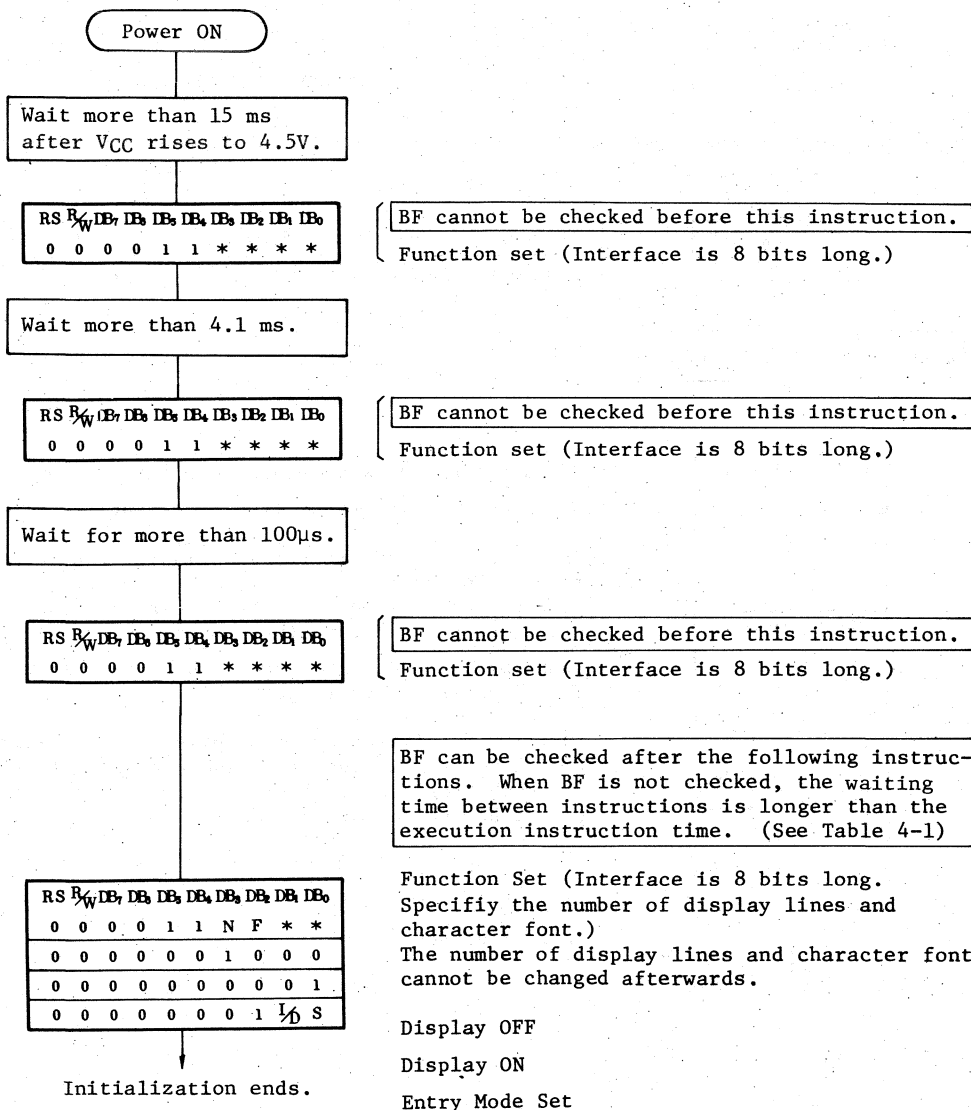 Power ON
Wait more than 15 ms
after VCC rises to 4.5V.
RS R/W DB7 DB6 DB5 DB4 DB3 DB2 DB1 DB0
0 0 0 0 1 1 * * * *
BF cannot be checked before this instruction.
Function set (Interface is 8 bits long.)
Wait more than 4.1 ms.
RS R/W DB7 DB6 DB5 DB4 DB3 DB2 DB1 DB0
0 0 0 0 1 1 * * * *
BF cannot be checked before this instruction.
Function set (Interface is 8 bits long.)
Wait for more than 100μs.
RS R/W DB7 DB6 DB5 DB4 DB3 DB2 DB1 DB0
0 0 0 0 1 1 * * * *
BF cannot be checked before this instruction.
Function set (Interface is 8 bits long.)
BF can be checked after the following instruc-
tions. When BF is not checked, the waiting
time between instructions is longer than the
execution instruction time. (See Table 4-1)
RS R/W DB7 DB6 DB5 DB4 DB3 DB2 DB1 DB0
0 0 0 0 1 1 N F * *
0 0 0 0 0 0 1 0 0 0
0 0 0 0 0 0 0 0 0 1
0 0 0 0 0 0 0 1 I/D S
Function Set (Interface is 8 bits long.
Specifiy the number of display lines and
character font.)
The number of display lines and character font
cannot be changed afterwards.
Display OFF
Display ON
Entry Mode Set
Initialization ends.